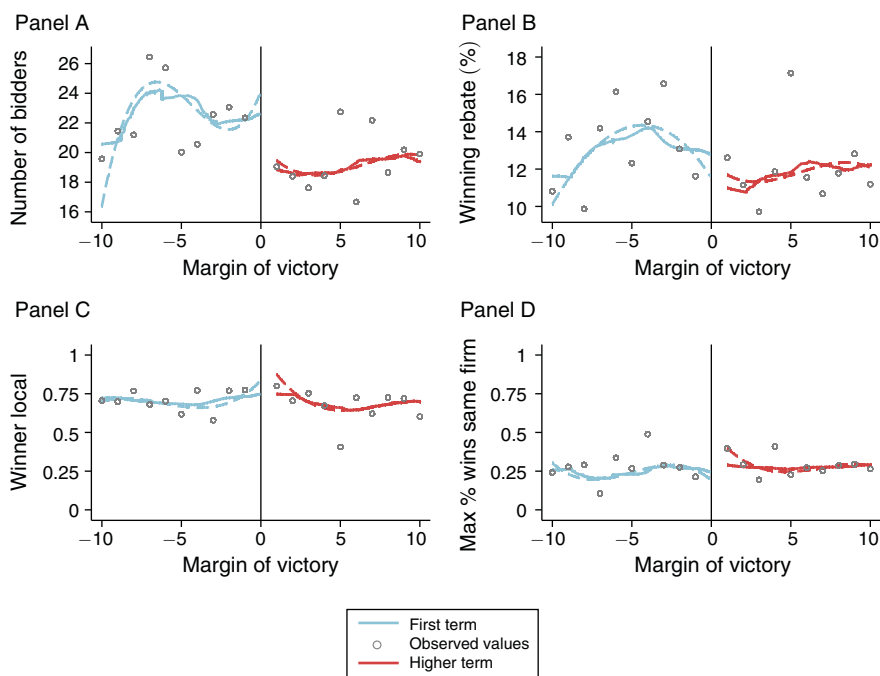 Panel A
Number of bidders
26
24
22
20
18
16
−10 −5 0 5 10
Margin of victory
Panel B
Winning rebate (%)
18
16
14
12
10
−10 −5 0 5 10
Margin of victory
Panel C
Winner local
1
0.75
0.5
0.25
0
−10 −5 0 5 10
Margin of victory
Panel D
Max % wins same firm
1
0.75
0.5
0.25
0
−10 −5 0 5 10
Margin of victory
First term
Observed values
Higher term